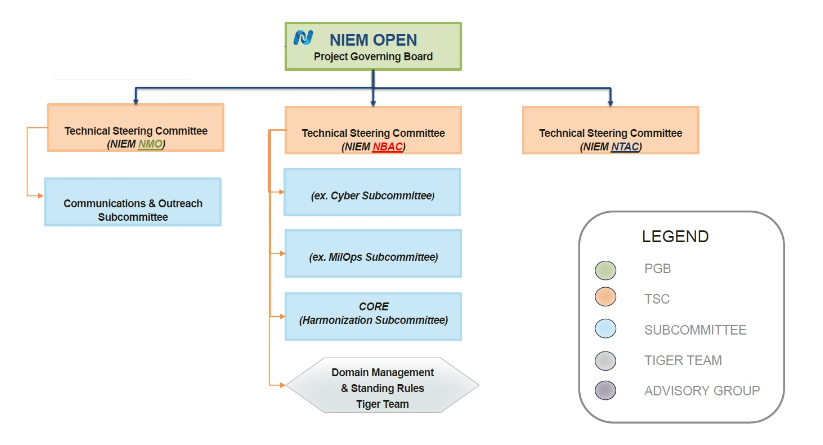 NIEM OPEN
Project Governing Board
Technical Steering Committee
(NIEM NMO)
Technical Steering Committee
(NIEM NBAC)
Technical Steering Committee
(NIEM NTAC)
Communications & Outreach
Subcommittee
(ex. Cyber Subcommittee)
(ex. MilOps Subcommittee)
CORE
(Harmonization Subcommittee)
Domain Management
& Standing Rules
Tiger Team
LEGEND
PGB
TSC
SUBCOMMITTEE
TIGER TEAM
ADVISORY GROUP